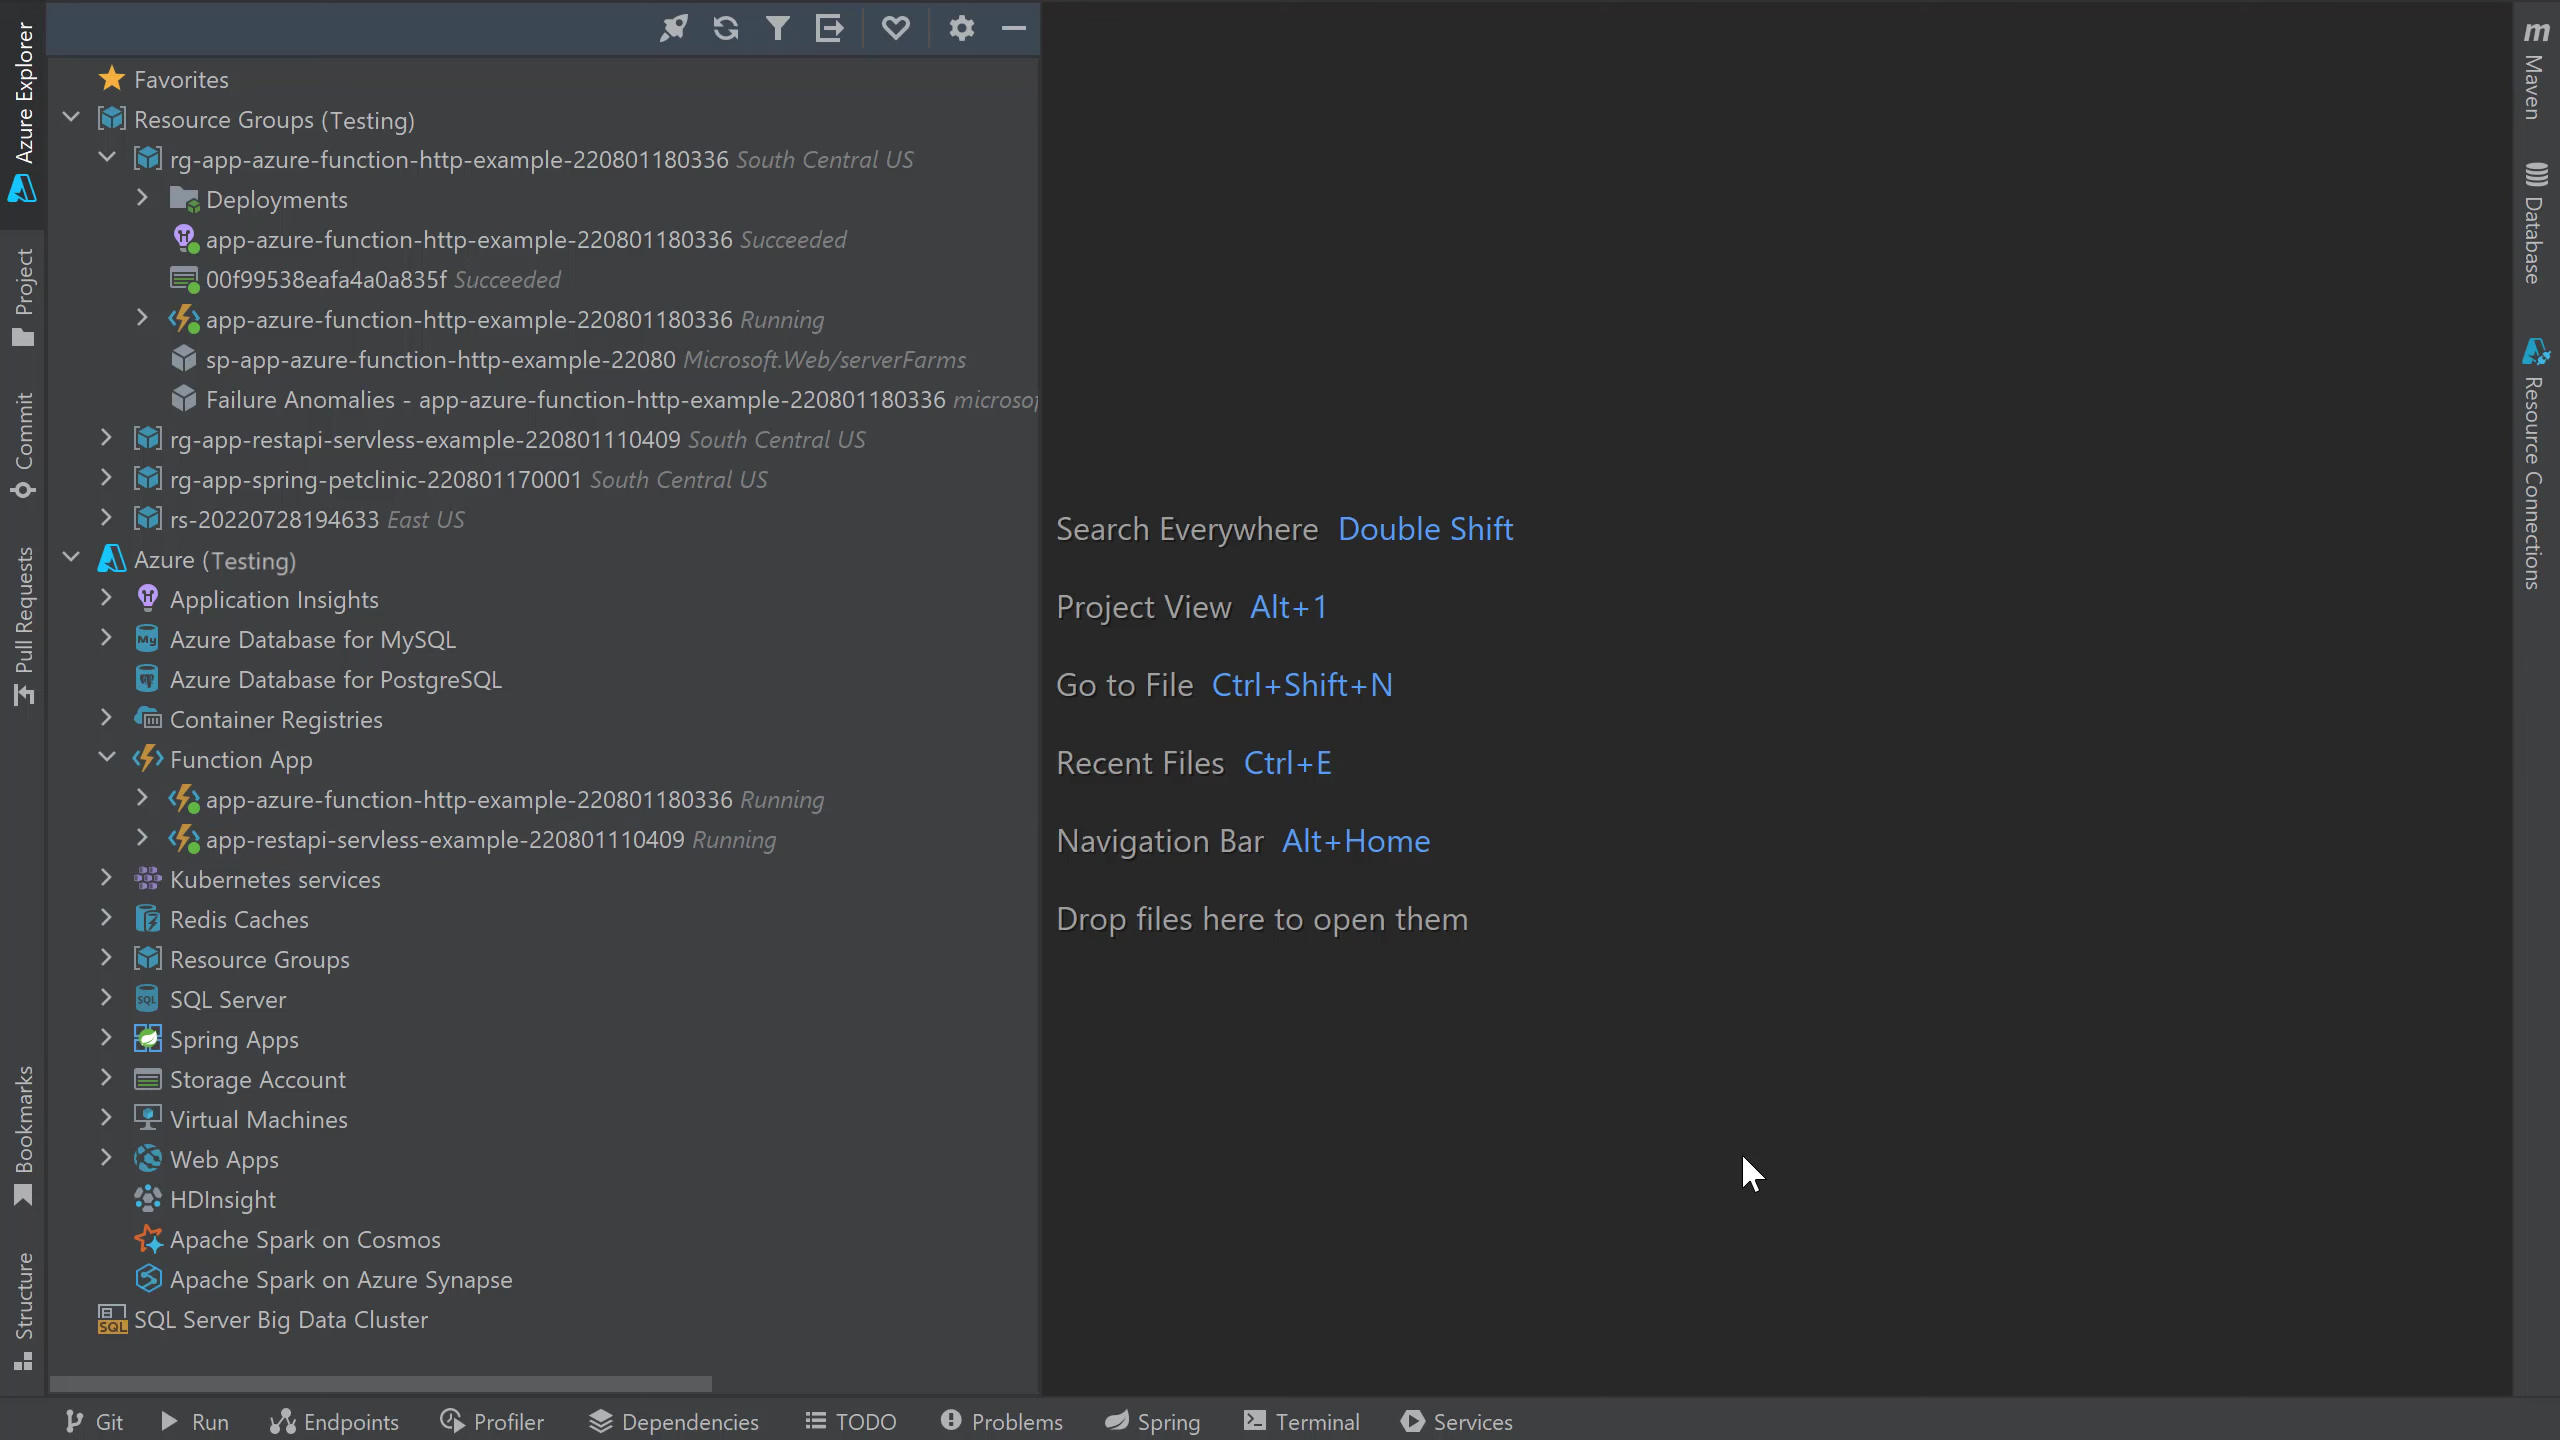 Azure Explorer
Project
Commit
Pull Requests
Bookmarks
Structure
Favorites
Resource Groups (Testing)
rg-app-azure-function-http-example-220801180336 South Central US
Deployments
app-azure-function-http-example-220801180336 Succeeded
00f99538eafa4a0a835f Succeeded
app-azure-function-http-example-220801180336 Running
sp-app-azure-function-http-example-22080 Microsoft.Web/serverFarms
Failure Anomalies - app-azure-function-http-example-220801180336 microsof
rg-app-restapi-servless-example-220801110409 South Central US
rg-app-spring-petclinic-220801170001 South Central US
rs-20220728194633 East US
Azure (Testing)
Application Insights
Azure Database for MySQL
Azure Database for PostgreSQL
Container Registries
Function App
app-azure-function-http-example-220801180336 Running
app-restapi-servless-example-220801110409 Running
Kubernetes services
Redis Caches
Resource Groups
SQL Server
Spring Apps
Storage Account
Virtual Machines
Web Apps
HDInsight
Apache Spark on Cosmos
Apache Spark on Azure Synapse
SQL Server Big Data Cluster
Search Everywhere Double Shift
Project View Alt+1
Go to File Ctrl+Shift+N
Recent Files Ctrl+E
Navigation Bar Alt+Home
Drop files here to open them
Maven
Database
Resource Connections
Git Run Endpoints Profiler Dependencies TODO Problems Spring Terminal Services